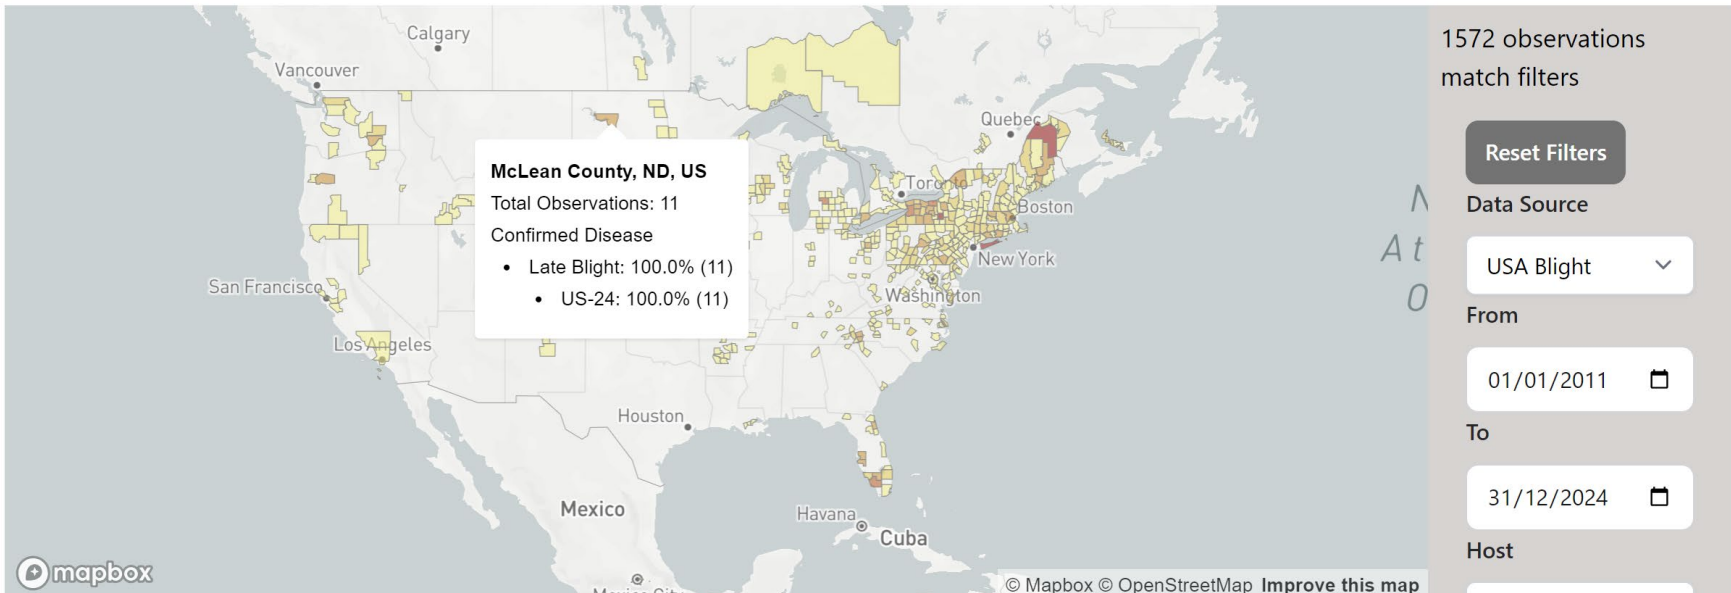 Calgary
Vancouver
Quebec
Toronto
Boston
New York
Washington
San Francisco
Los Angeles
Houston
Mexico
Havana
Cuba
McLean County, ND, US
Total Observations: 11
Confirmed Disease
• Late Blight: 100.0% (11)
• US-24: 100.0% (11)
mapbox
© Mapbox © OpenStreetMap Improve this map
1572 observations
match filters
Reset Filters
Data Source
USA Blight
From
01/01/2011
To
31/12/2024
Host